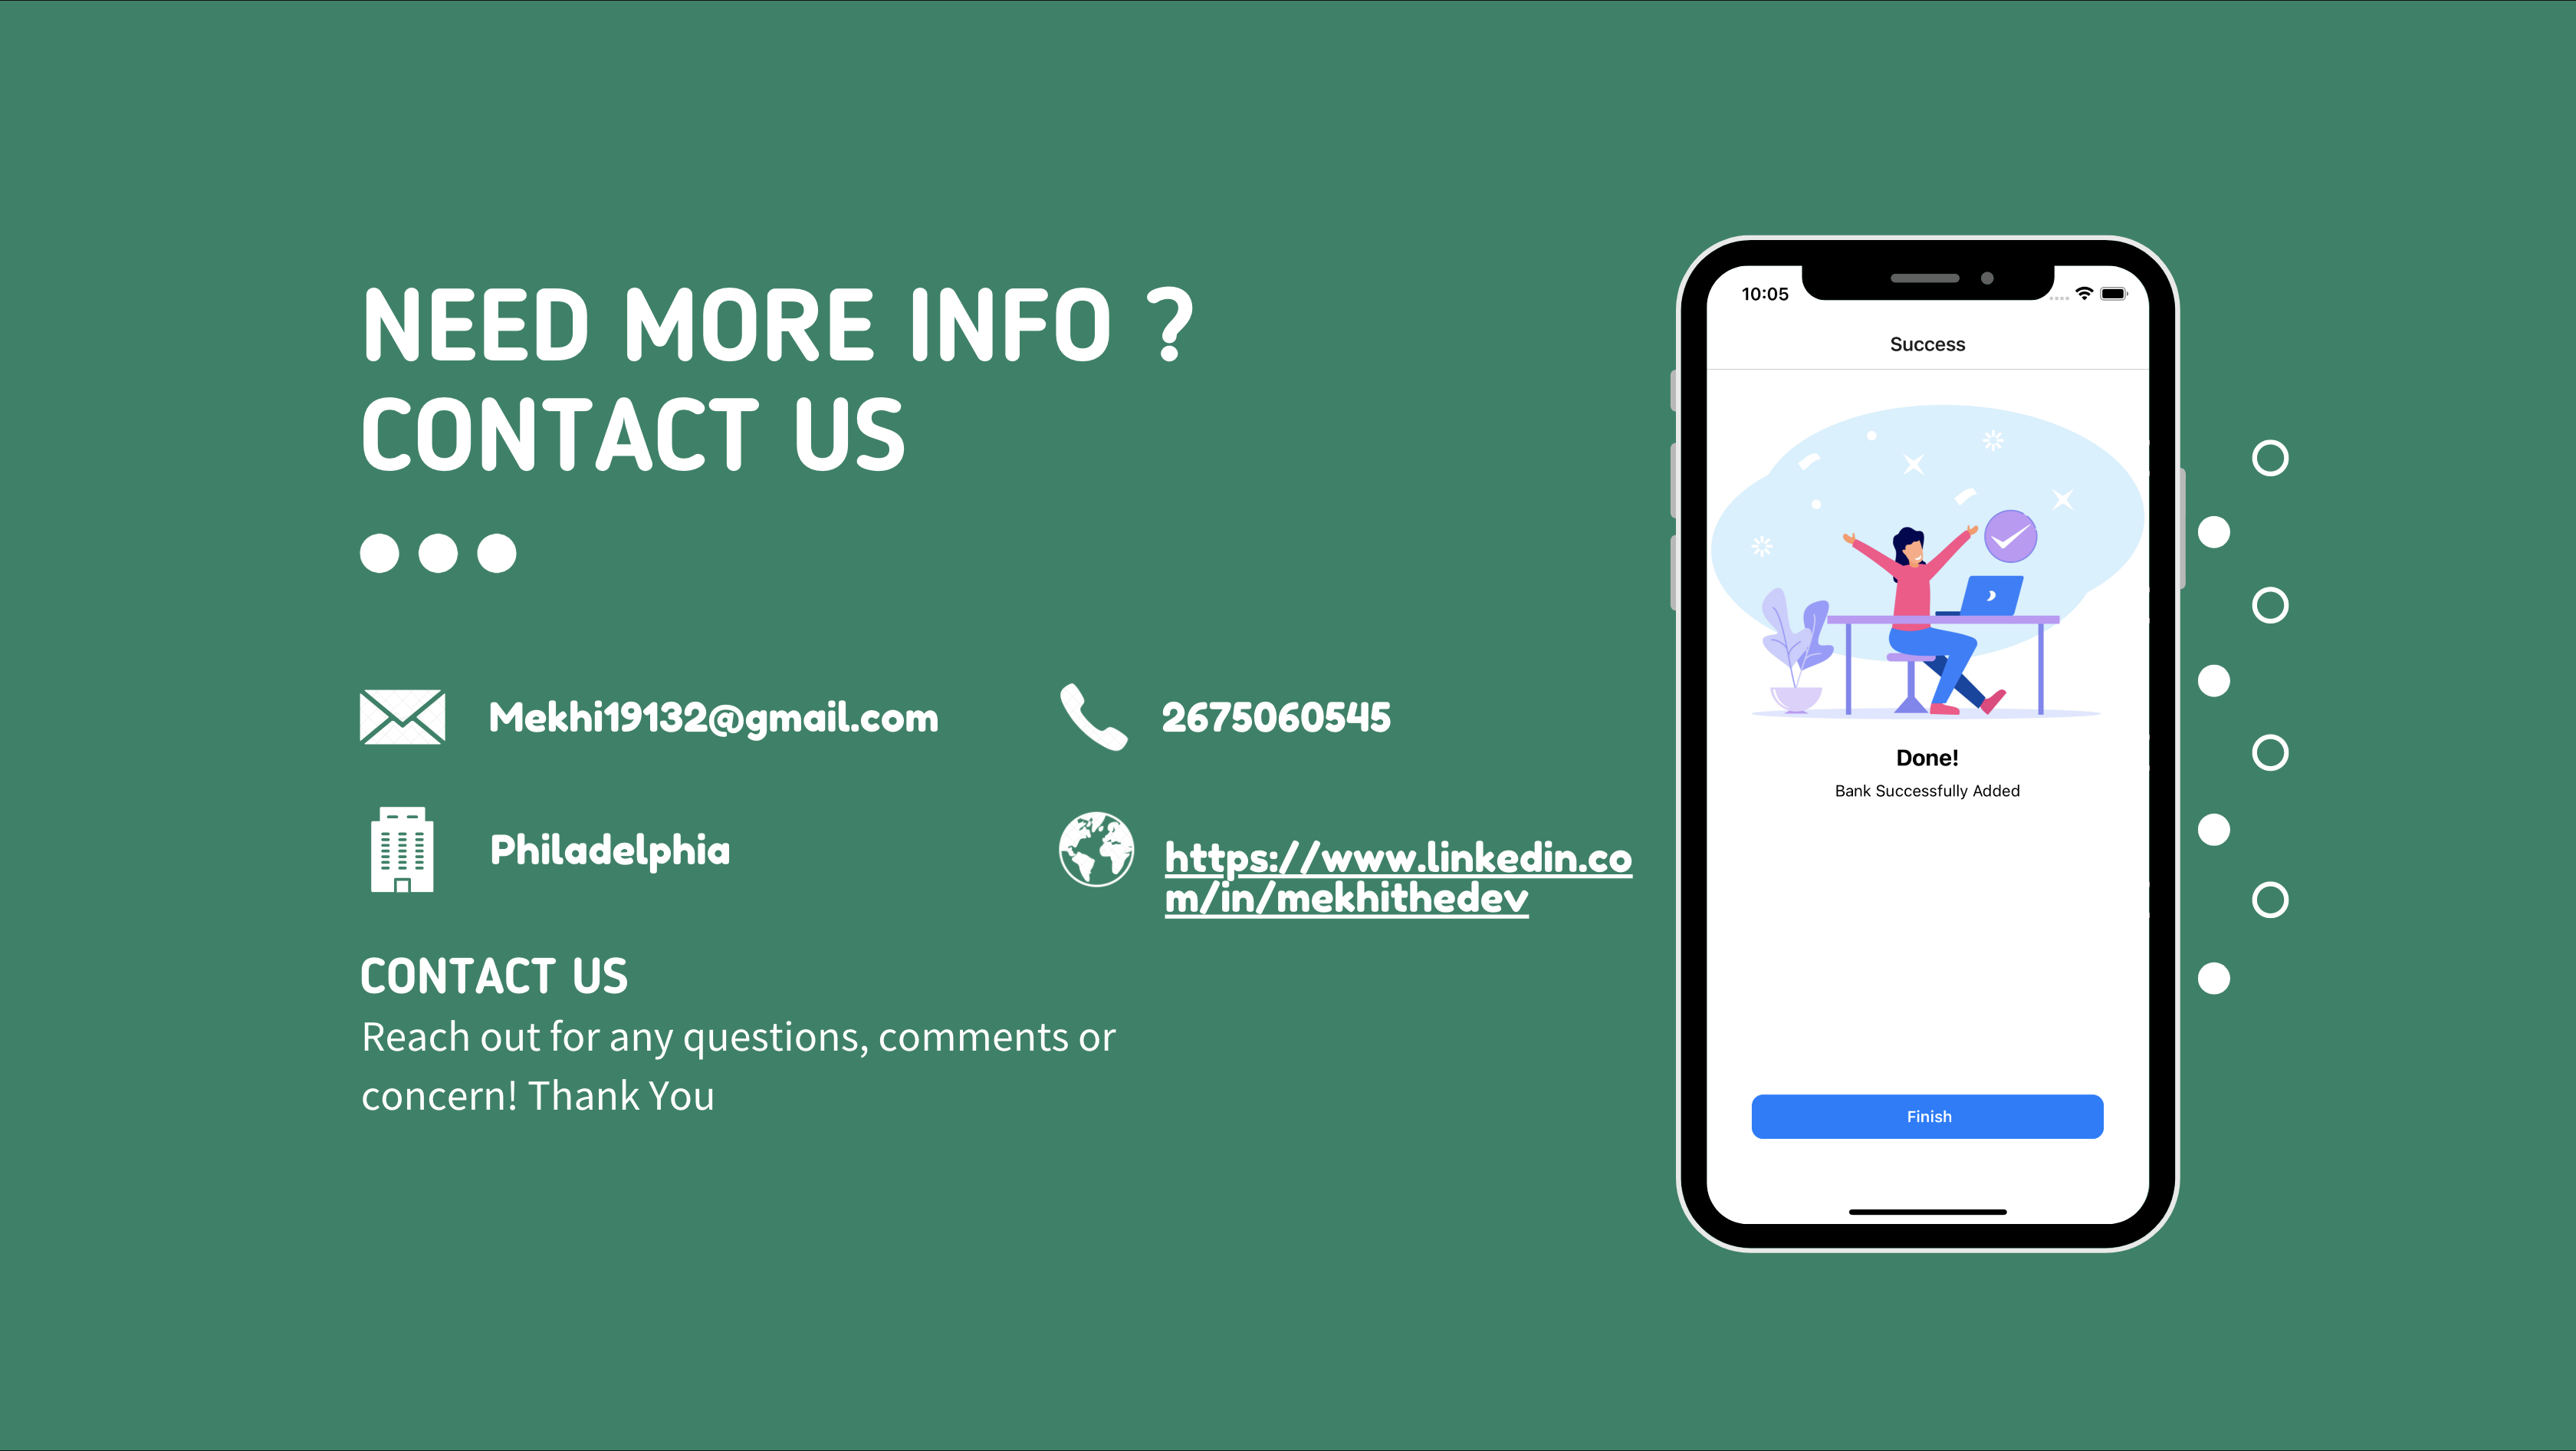 NEED MORE INFO ?
CONTACT US
Mekhi19132@gmail.com
2675060545
Philadelphia
https://www.linkedin.co
m/in/mekhithedev
CONTACT US
Reach out for any questions, comments or
concern! Thank You
10:05
Success
Done!
Bank Successfully Added
Finish